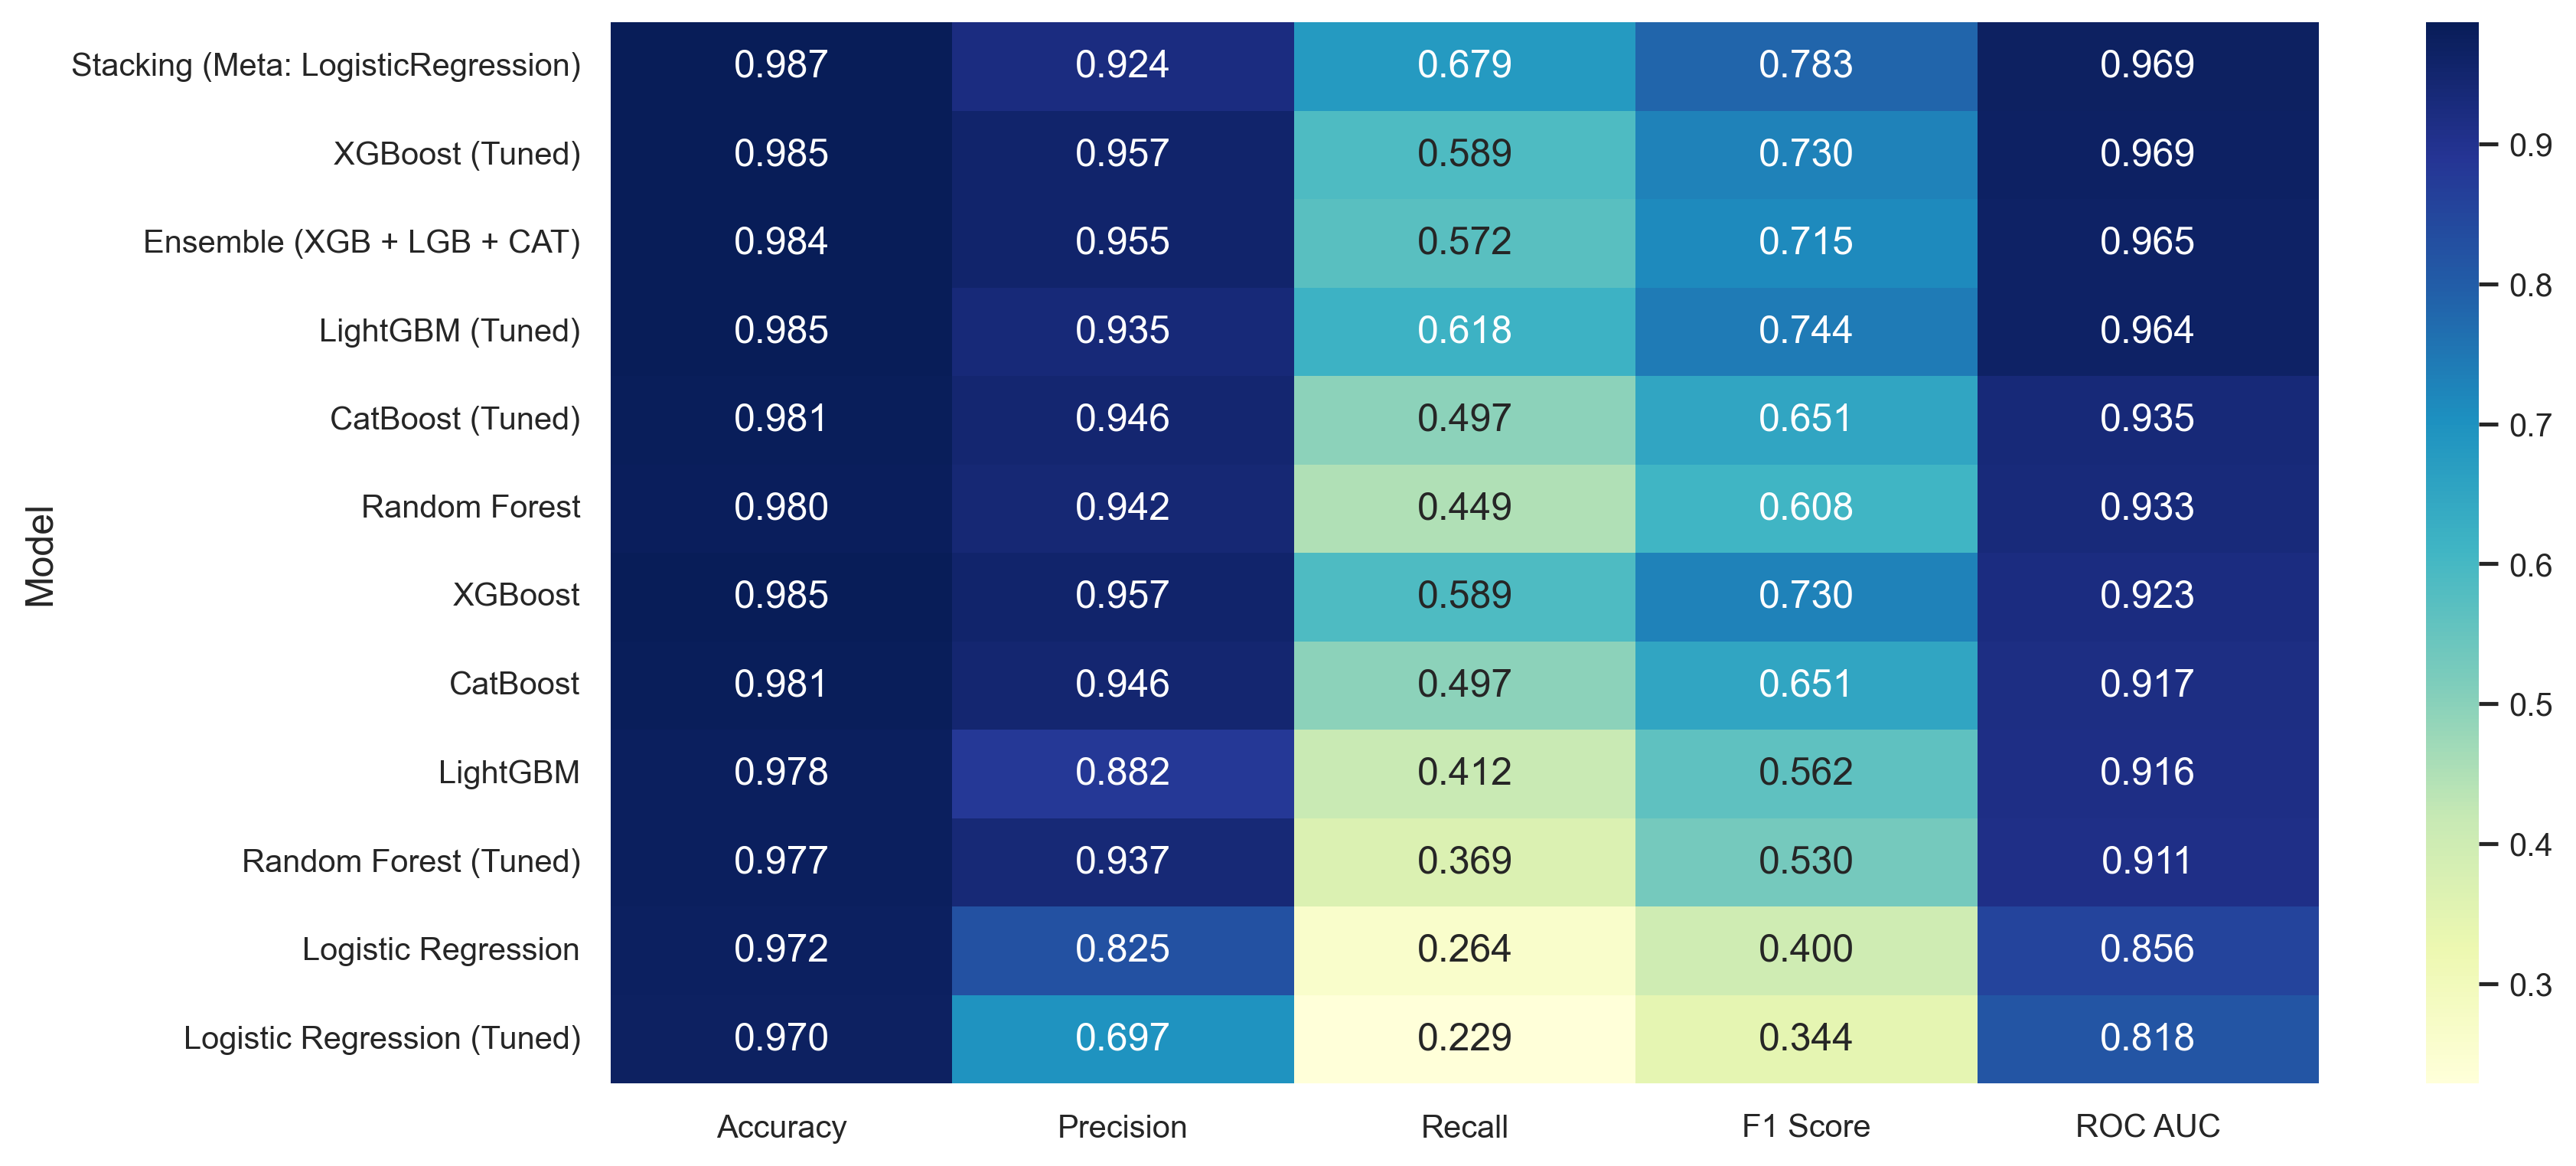 Stacking (Meta: LogisticRegression) 0.987 0.924 0.679 0.783 0.969
XGBoost (Tuned) 0.985 0.957 0.589 0.730 0.969
Ensemble (XGB + LGB + CAT) 0.984 0.955 0.572 0.715 0.965
LightGBM (Tuned) 0.985 0.935 0.618 0.744 0.964
CatBoost (Tuned) 0.981 0.946 0.497 0.651 0.935
Random Forest 0.980 0.942 0.449 0.608 0.933
XGBoost 0.985 0.957 0.589 0.730 0.923
CatBoost 0.981 0.946 0.497 0.651 0.917
LightGBM 0.978 0.882 0.412 0.562 0.916
Random Forest (Tuned) 0.977 0.937 0.369 0.530 0.911
Logistic Regression 0.972 0.825 0.264 0.400 0.856
Logistic Regression (Tuned) 0.970 0.697 0.229 0.344 0.818
Accuracy Precision Recall F1 Score ROC AUC
Model
0.9
0.8
0.7
0.6
0.5
0.4
0.3